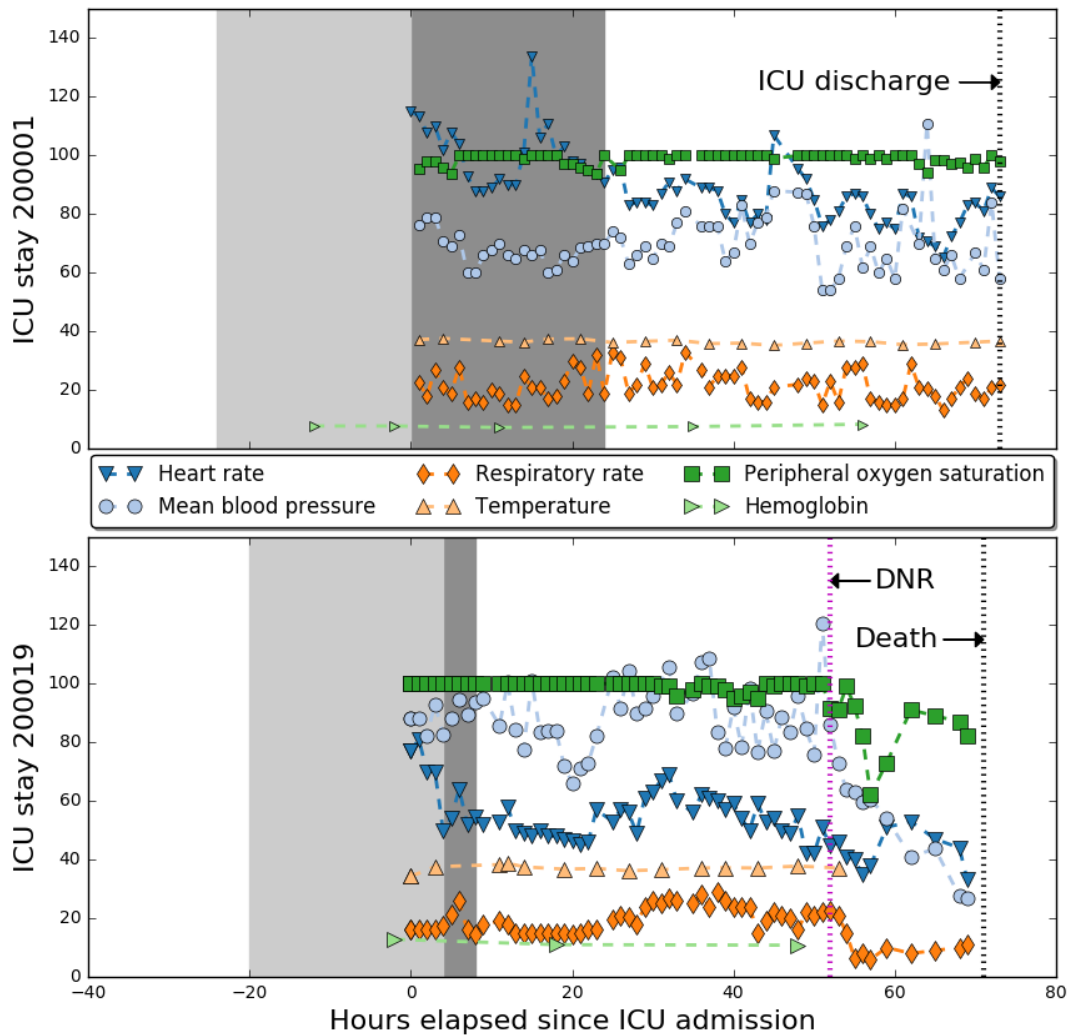 140
120
100
80
60
40
20
0
ICU stay 200001
ICU discharge
Heart rate
Respiratory rate
Peripheral oxygen saturation
Mean blood pressure
Temperature
Hemoglobin
140
120
100
80
60
40
20
0
ICU stay 200019
DNR
Death
−40 −20 0 20 40 60 80
Hours elapsed since ICU admission